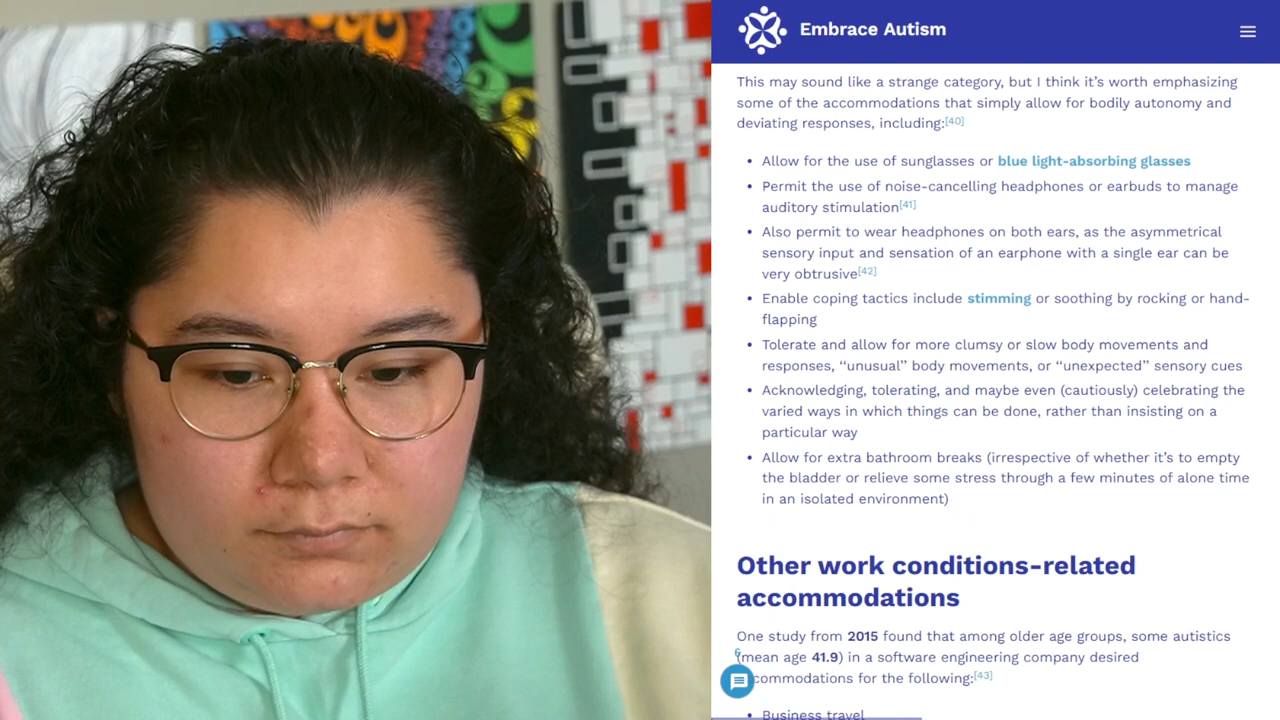 Embrace Autism
This may sound like a strange category, but I think it's worth emphasizing
some of the accommodations that simply allow for bodily autonomy and
deviating responses, including:[40]
• Allow for the use of sunglasses or blue light-absorbing glasses
• Permit the use of noise-cancelling headphones or earbuds to manage
auditory stimulation[41]
• Also permit to wear headphones on both ears, as the asymmetrical
sensory input and sensation of an earphone with a single ear can be
very obtrusive[42]
• Enable coping tactics include stimming or soothing by rocking or hand-
flapping
• Tolerate and allow for more clumsy or slow body movements and
responses, “unusual” body movements, or “unexpected” sensory cues
• Acknowledging, tolerating, and maybe even (cautiously) celebrating the
varied ways in which things can be done, rather than insisting on a
particular way
• Allow for extra bathroom breaks (irrespective of whether it's to empty
the bladder or relieve some stress through a few minutes of alone time
in an isolated environment)
Other work conditions-related
accommodations
One study from 2015 found that among older age groups, some autistics
6
(mean age 41.9) in a software engineering company desired
ccommodations for the following:[43]
• Business travel